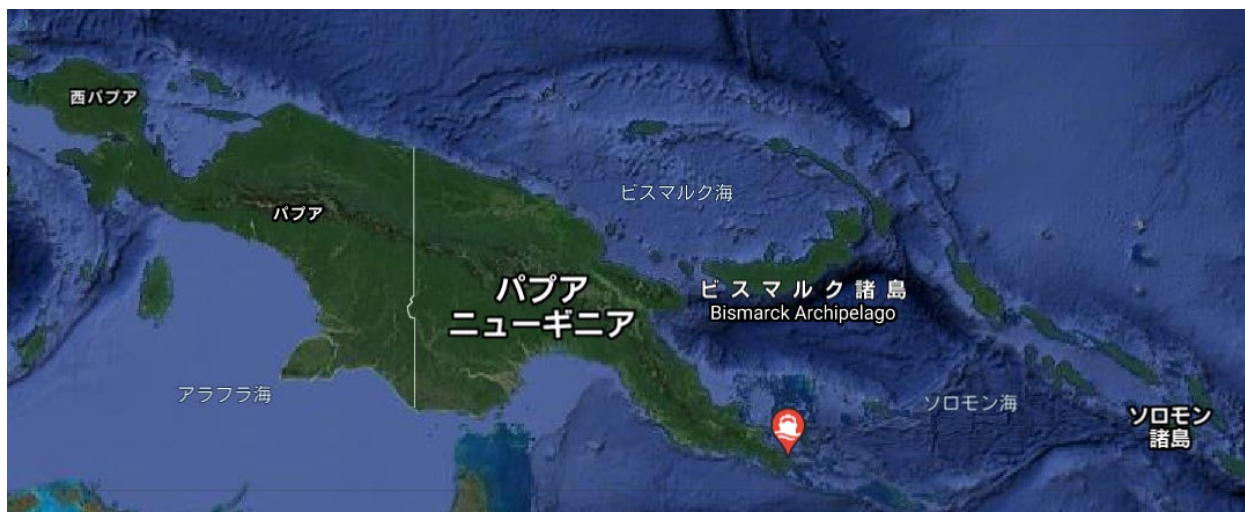 西パプア
ビスマルク海
パプア
パプア
ニューギニア
ビスマルク諸島
Bismarck Archipelago
アラフラ海
ソロモン海
ソロモン
諸島